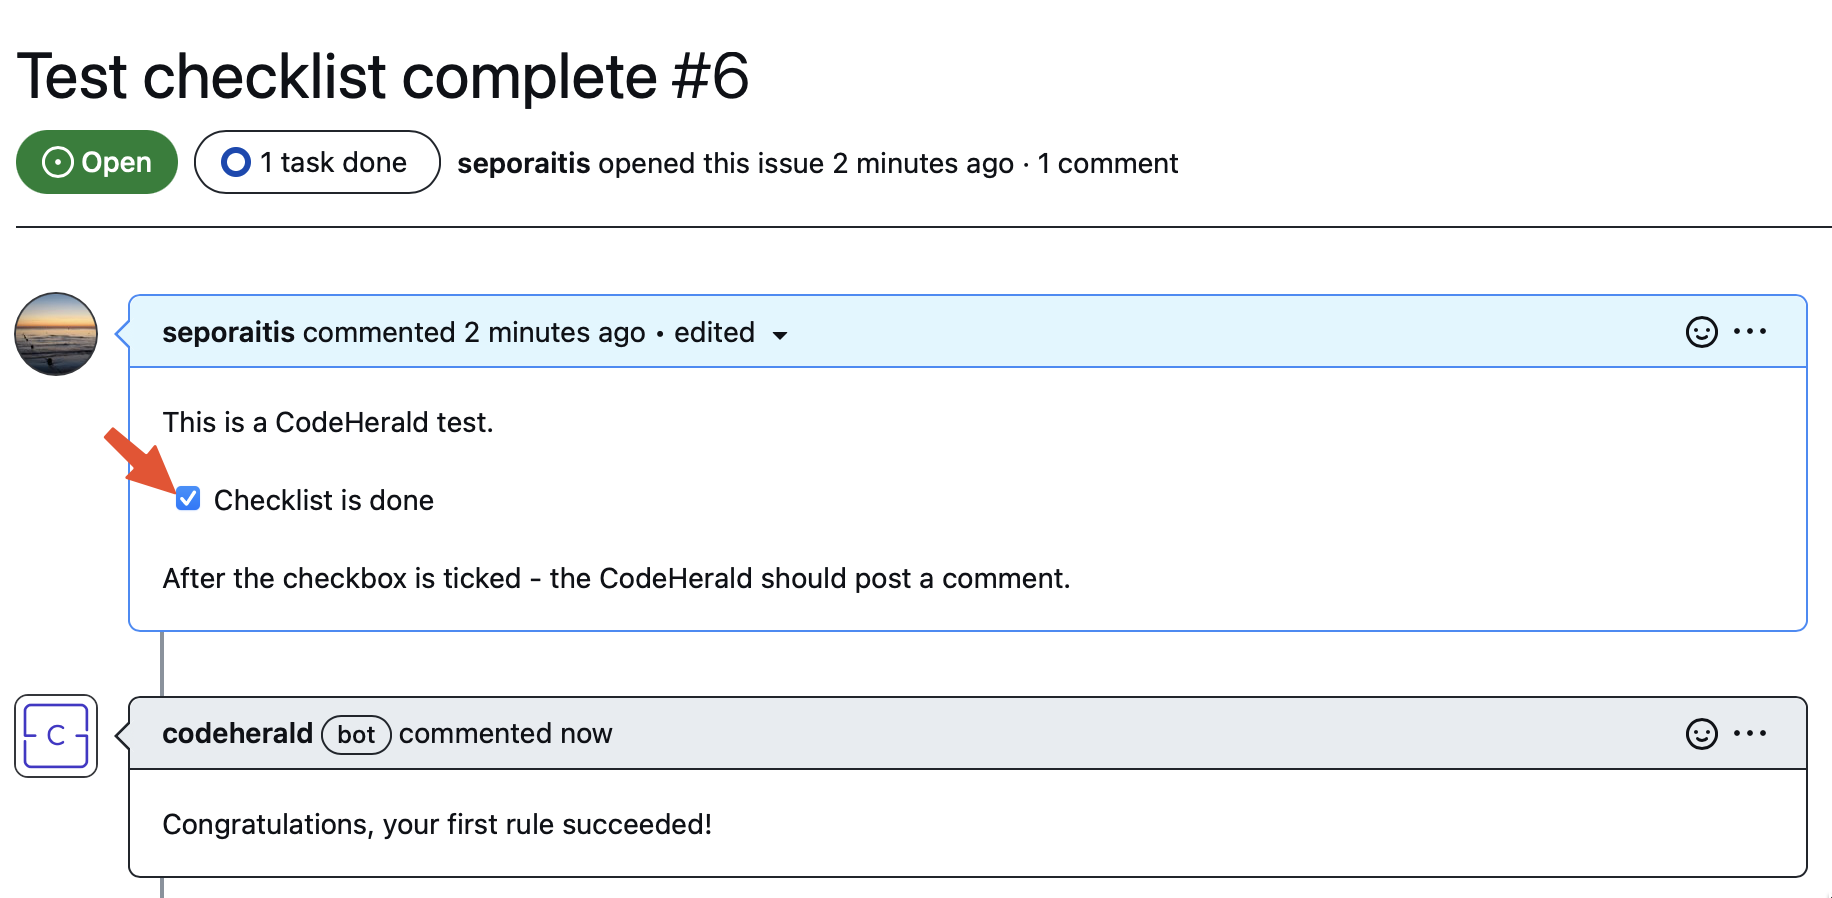 Test checklist complete #6
Open 1 task done seporaitis opened this issue 2 minutes ago · 1 comment
seporaitis commented 2 minutes ago • edited
This is a CodeHerald test.
Checklist is done
After the checkbox is ticked - the CodeHerald should post a comment.
C codeherald bot commented now
Congratulations, your first rule succeeded!